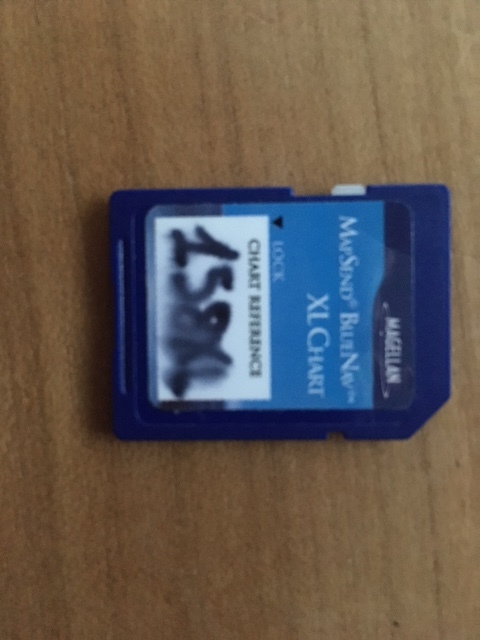 MAGELLAN
MAPSEND® BLUENAV™
XL CHART
LOCK
CHART REFERENCE